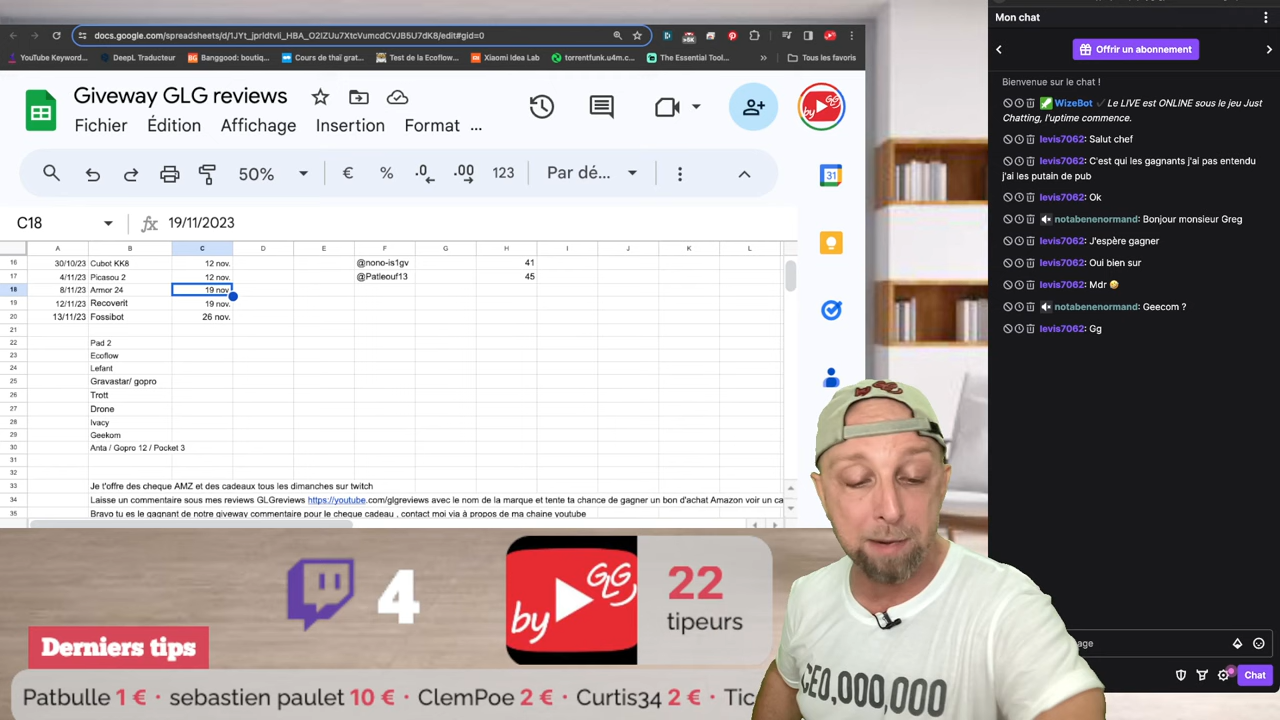 docs.google.com/spreadsheets/d/1JYt_jprldtvIl_HBA_O2IZUu7XtcVumcdCVJB5U7dK8/edit#gid=0
YouTube Keyword...
DeepL Traducteur
Banggood: boutiq...
Cours de thaï grat...
Test de la Ecoflow...
Xiaomi Idea Lab
torrentfunk.u4m.c...
The Essential Tool...
»
Tous les favoris
Giveway GLG reviews
Fichier Édition Affichage Insertion Format ...
50% € % .0 .00 123 Par dé...
C18 fx 19/11/2023
A B C D E F G H I J K L
16 30/10/23 Cubot KK8 12 nov. @nono-is1gv 41
17 4/11/23 Picasou 2 12 nov. @Patleouf13 45
18 8/11/23 Armor 24 19 nov.
19 12/11/23 Recoverit 19 nov.
20 13/11/23 Fossibot 26 nov.
21
22 Pad 2
23 Ecoflow
24 Lefant
25 Gravastar/ gopro
26 Trott
27 Drone
28 Ivacy
29 Geekom
30 Anta / Gopro 12 / Pocket 3
31
32
33 Je t'offre des cheque AMZ et des cadeaux tous les dimanches sur twitch
34 Laisse un commentaire sous mes reviews GLGreviews https://youtube.com/glgreviews avec le nom de la marque et tente ta chance de gagner un bon d'achat Amazon voir un ca
35 Bravo tu es le gagnant de notre giveway commentaire pour le cheque cadeau , contact moi via à propos de ma chaine youtube
31
4
by GLG
22
tipeurs
Derniers tips
Patbulle 1 € · sebastien paulet 10 € · ClemPoe 2 € · Curtis34 2 € · Tic
CEO,000,000
Mon chat
Offrir un abonnement
Bienvenue sur le chat !
WizeBot ✓ Le LIVE est ONLINE sous le jeu Just
Chatting, l'uptime commence.
levis7062: Salut chef
levis7062: C'est qui les gagnants j'ai pas entendu
j'ai les putain de pub
levis7062: Ok
notabenenormand: Bonjour monsieur Greg
levis7062: J'espère gagner
levis7062: Oui bien sur
levis7062: Mdr 🤣
notabenenormand: Geecom ?
levis7062: Gg
age
Chat